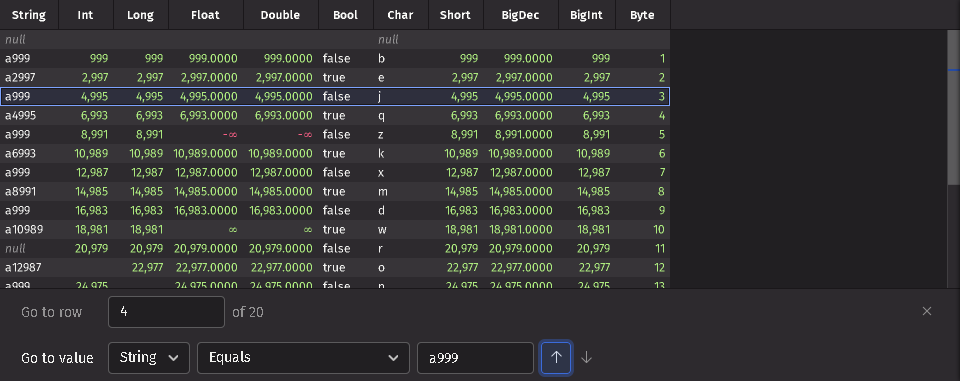 String Int Long Float Double Bool Char Short BigDec BigInt Byte
null null
a999 999 999 999.0000 999.0000 false b 999 999.0000 999 1
a2997 2,997 2,997 2,997.0000 2,997.0000 true e 2,997 2,997.0000 2,997 2
a999 4,995 4,995 4,995.0000 4,995.0000 false j 4,995 4,995.0000 4,995 3
a4995 6,993 6,993 6,993.0000 6,993.0000 true q 6,993 6,993.0000 6,993 4
a999 8,991 8,991 -∞ -∞ false z 8,991 8,991.0000 8,991 5
a6993 10,989 10,989 10,989.0000 10,989.0000 true k 10,989 10,989.0000 10,989 6
a999 12,987 12,987 12,987.0000 12,987.0000 false x 12,987 12,987.0000 12,987 7
a8991 14,985 14,985 14,985.0000 14,985.0000 true m 14,985 14,985.0000 14,985 8
a999 16,983 16,983 16,983.0000 16,983.0000 false d 16,983 16,983.0000 16,983 9
a10989 18,981 18,981 ∞ ∞ true w 18,981 18,981.0000 18,981 10
null 20,979 20,979 20,979.0000 20,979.0000 false r 20,979 20,979.0000 20,979 11
a12987 22,977 22,977.0000 22,977.0000 true o 22,977 22,977.0000 22,977 12
a999 24,975 24,975.0000 24,975.0000 false 24,975 24,975.0000 24,975 13
Go to row 4 of 20
Go to value String Equals a999